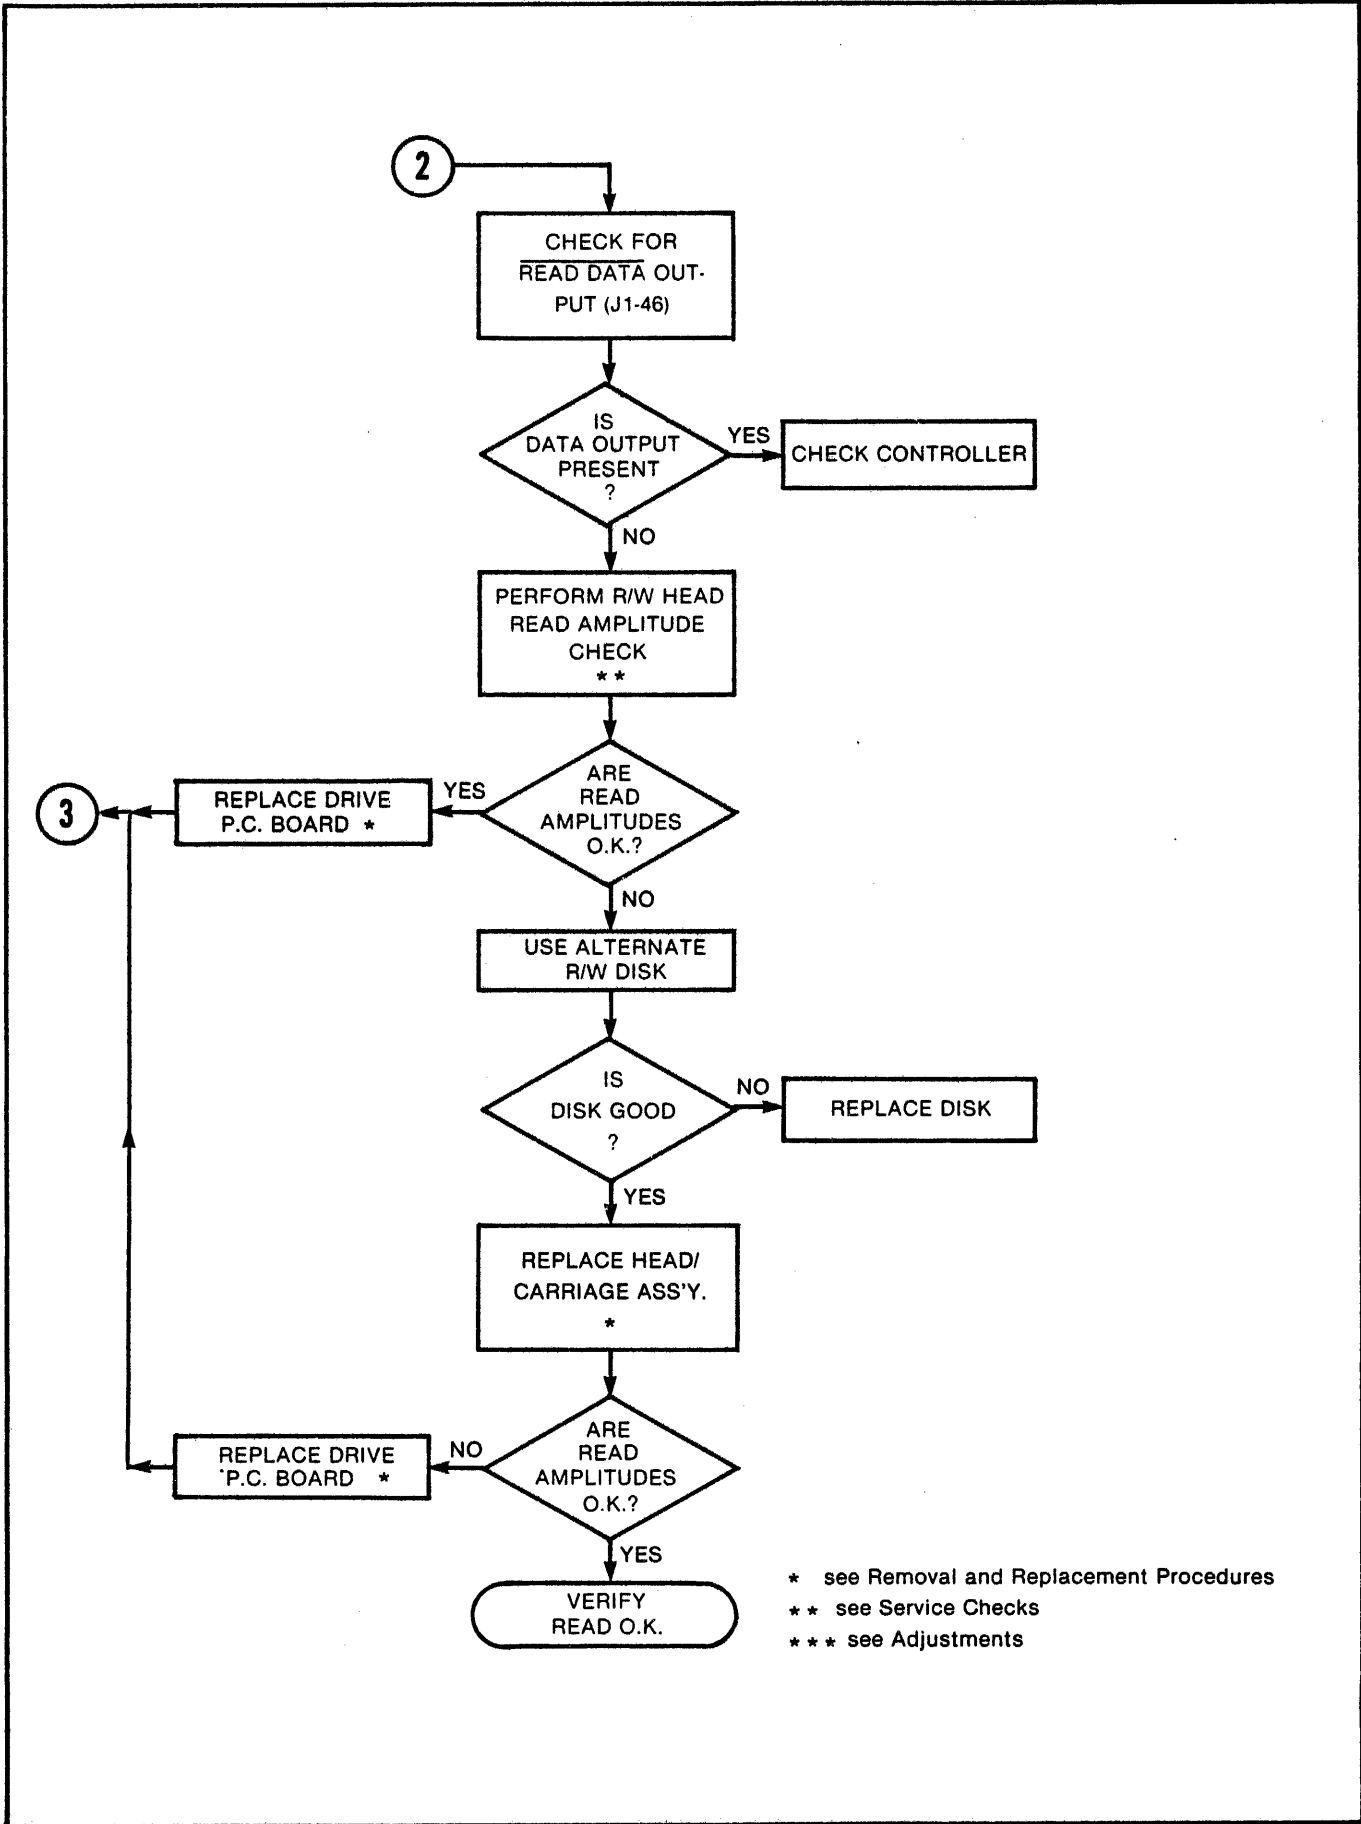 2
CHECK FOR
READ DATA OUT-
PUT (J1-46)
IS
DATA OUTPUT
PRESENT
?
YES
CHECK CONTROLLER
NO
PERFORM R/W HEAD
READ AMPLITUDE
CHECK
* *
ARE
READ
AMPLITUDES
O.K.?
YES
REPLACE DRIVE
P.C. BOARD *
3
NO
USE ALTERNATE
R/W DISK
IS
DISK GOOD
?
NO
REPLACE DISK
YES
REPLACE HEAD/
CARRIAGE ASS'Y.
*
ARE
READ
AMPLITUDES
O.K.?
NO
REPLACE DRIVE
P.C. BOARD *
YES
VERIFY
READ O.K.
* see Removal and Replacement Procedures
* * see Service Checks
* * * see Adjustments